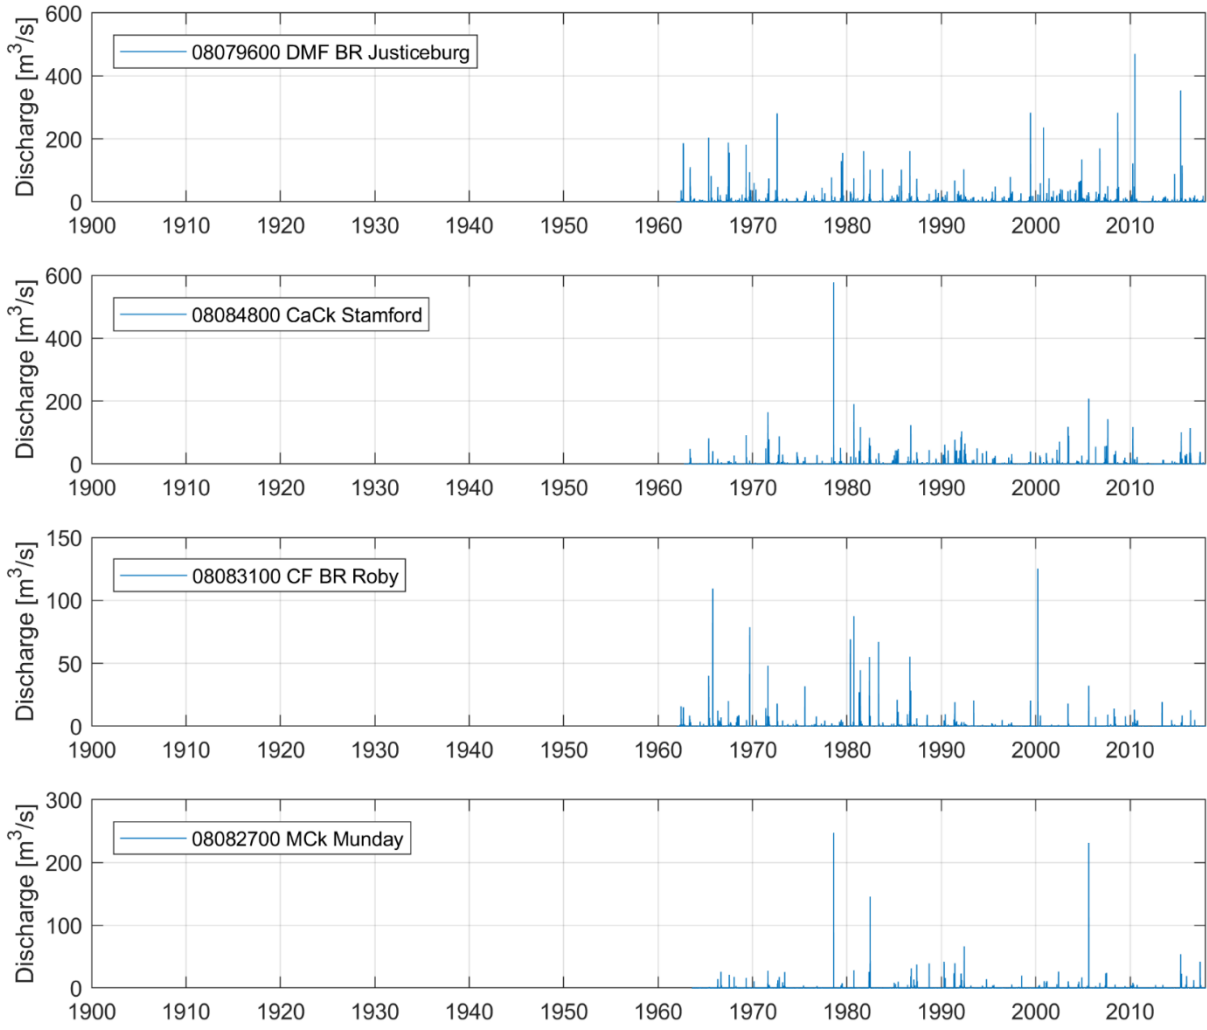 600
400
200
0
Discharge [m³/s]
08079600 DMF BR Justiceburg
1900 1910 1920 1930 1940 1950 1960 1970 1980 1990 2000 2010
600
400
200
0
Discharge [m³/s]
08084800 CaCk Stamford
1900 1910 1920 1930 1940 1950 1960 1970 1980 1990 2000 2010
150
100
50
0
Discharge [m³/s]
08083100 CF BR Roby
1900 1910 1920 1930 1940 1950 1960 1970 1980 1990 2000 2010
300
200
100
0
Discharge [m³/s]
08082700 MCk Munday
1900 1910 1920 1930 1940 1950 1960 1970 1980 1990 2000 2010